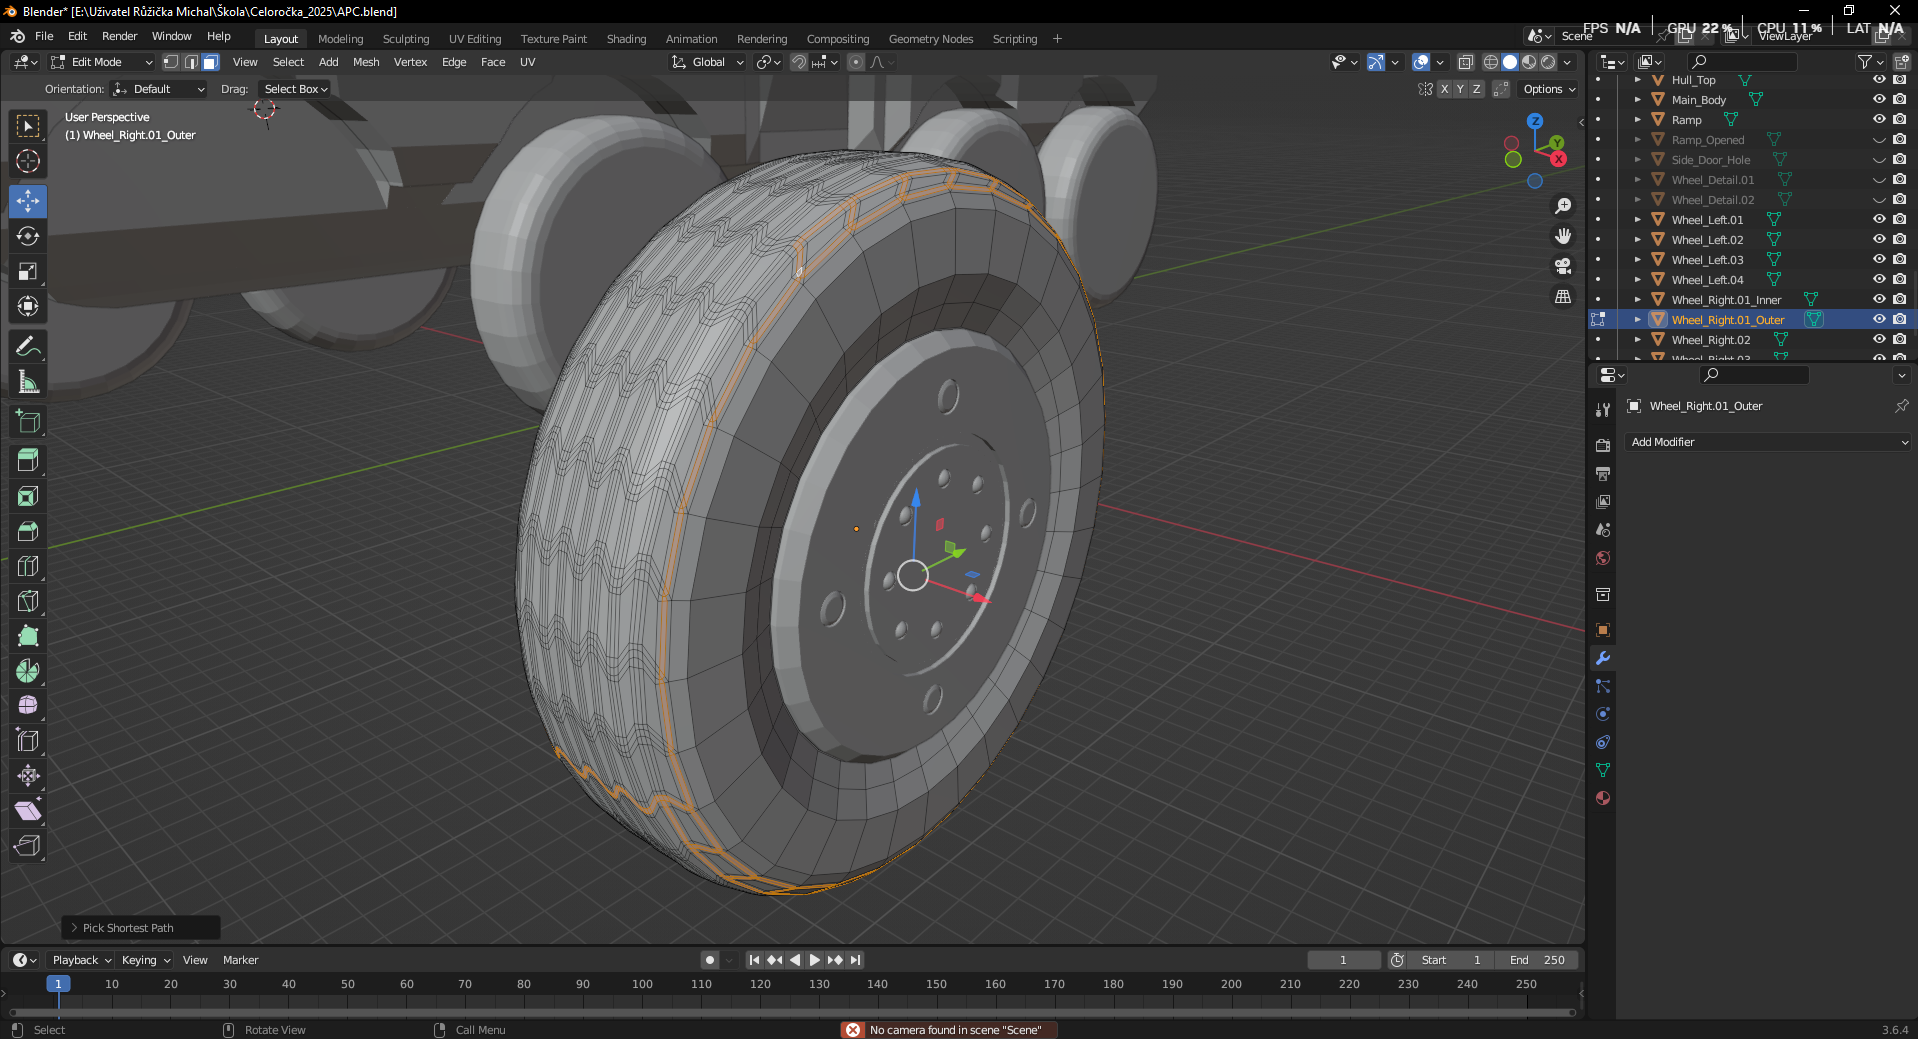 Blender* [E:\Uživatel Růžička Michal\Škola\Celoročka_2025\APC.blend]
File Edit Render Window Help Layout Modeling Sculpting UV Editing Texture Paint Shading Animation Rendering Compositing Geometry Nodes Scripting + Scene ViewLayer
FPS N/A GPU 22 % CPU 11 % LAT N/A
Edit Mode View Select Add Mesh Vertex Edge Face UV Global
Orientation: Default Drag: Select Box X Y Z Options
User Perspective
(1) Wheel_Right.01_Outer
Z
Y
X
Hull_Top
Main_Body
Ramp
Ramp_Opened
Side_Door_Hole
Wheel_Detail.01
Wheel_Detail.02
Wheel_Left.01
Wheel_Left.02
Wheel_Left.03
Wheel_Left.04
Wheel_Right.01_Inner
Wheel_Right.01_Outer
Wheel_Right.02
Wheel_Right.03
Wheel_Right.01_Outer
Add Modifier
Pick Shortest Path
Playback Keying View Marker 1 Start 1 End 250
1 10 20 30 40 50 60 70 80 90 100 110 120 130 140 150 160 170 180 190 200 210 220 230 240 250
Select Rotate View Call Menu No camera found in scene "Scene" 3.6.4